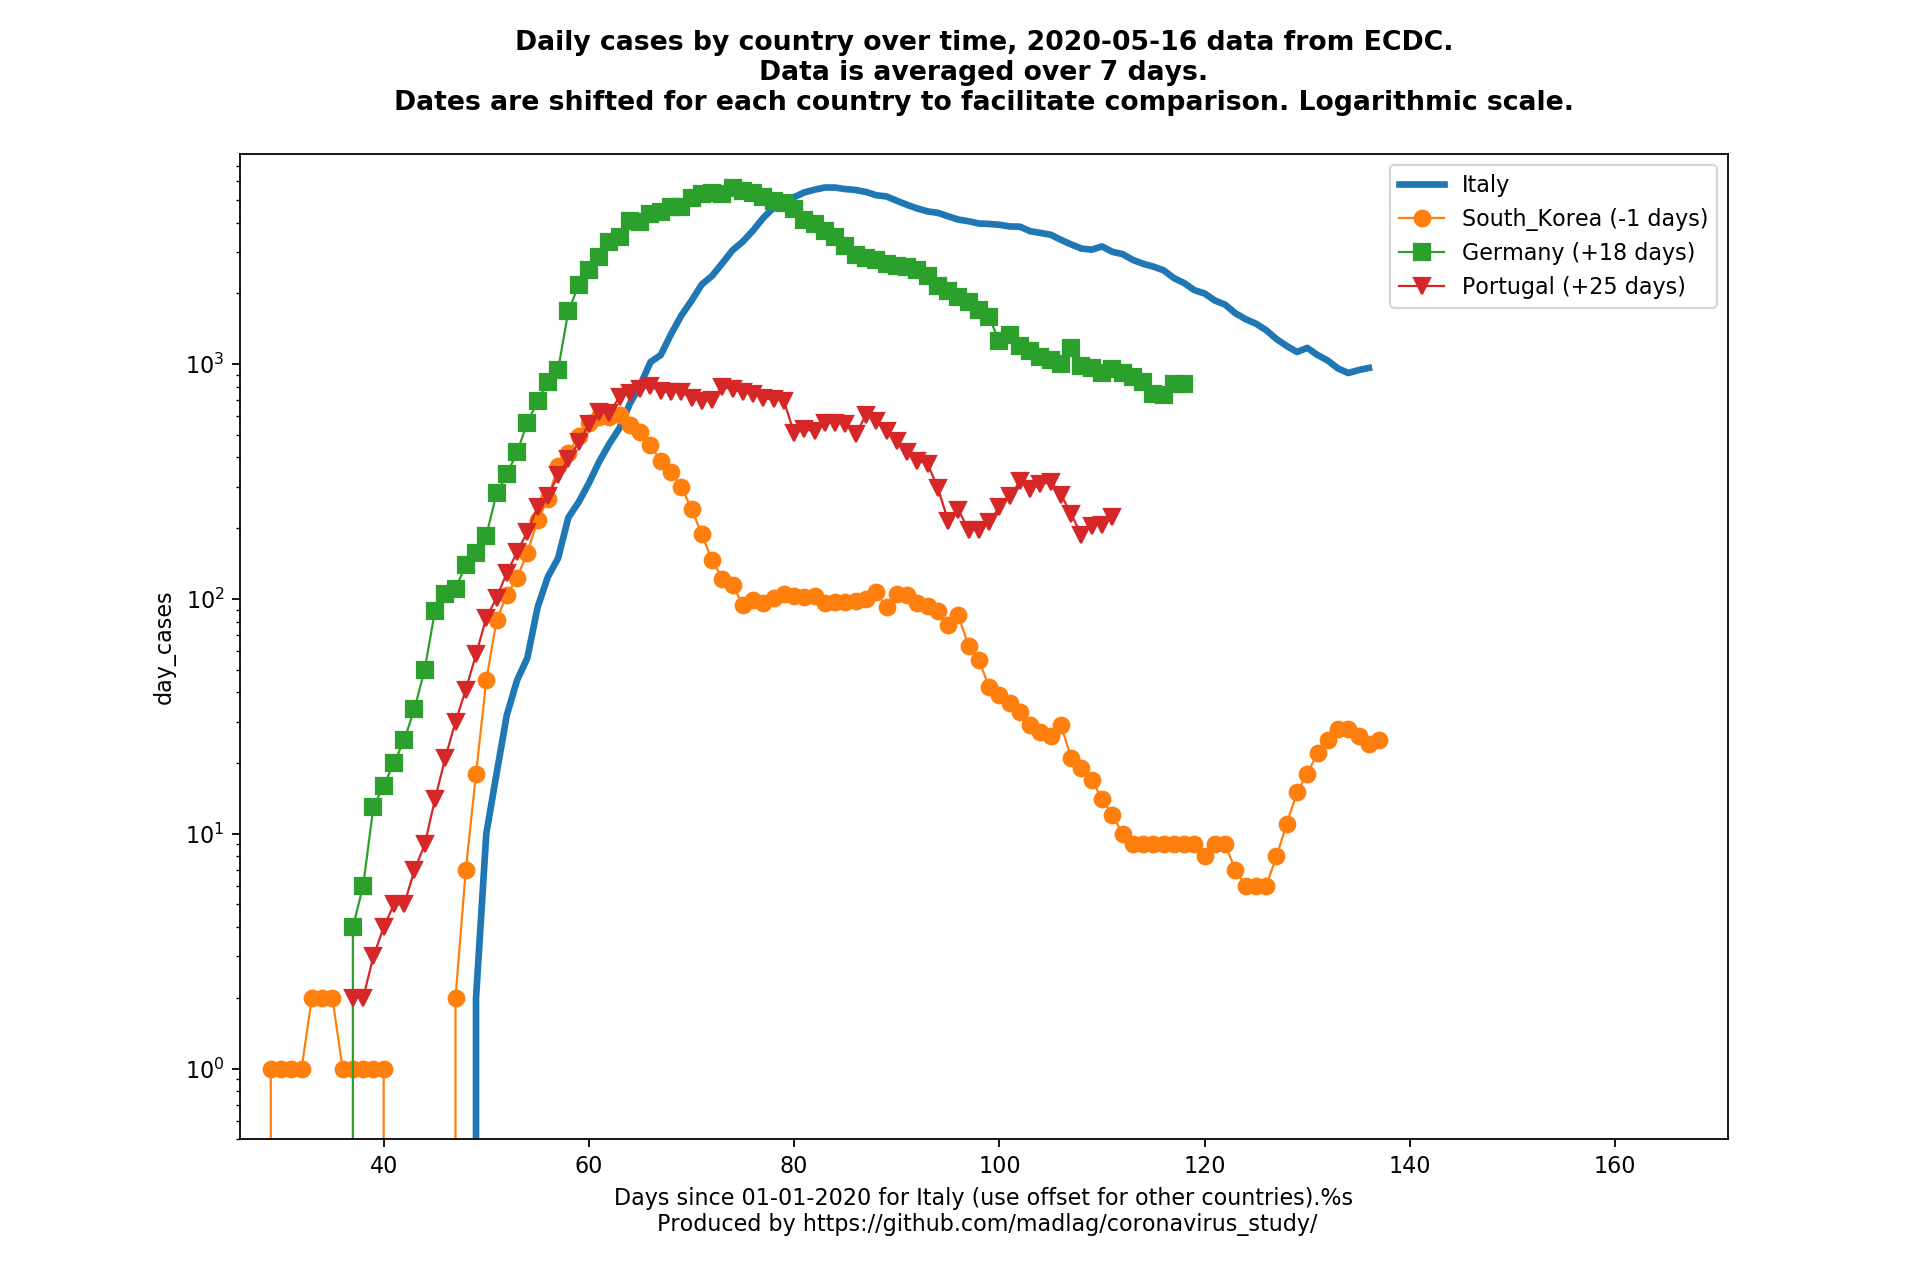 Daily cases by country over time, 2020-05-16 data from ECDC.
Data is averaged over 7 days.
Dates are shifted for each country to facilitate comparison. Logarithmic scale.
Italy
South_Korea (-1 days)
Germany (+18 days)
Portugal (+25 days)
day_cases
10³
10²
10¹
10⁰
40 60 80 100 120 140 160
Days since 01-01-2020 for Italy (use offset for other countries).%s
Produced by https://github.com/madlag/coronavirus_study/